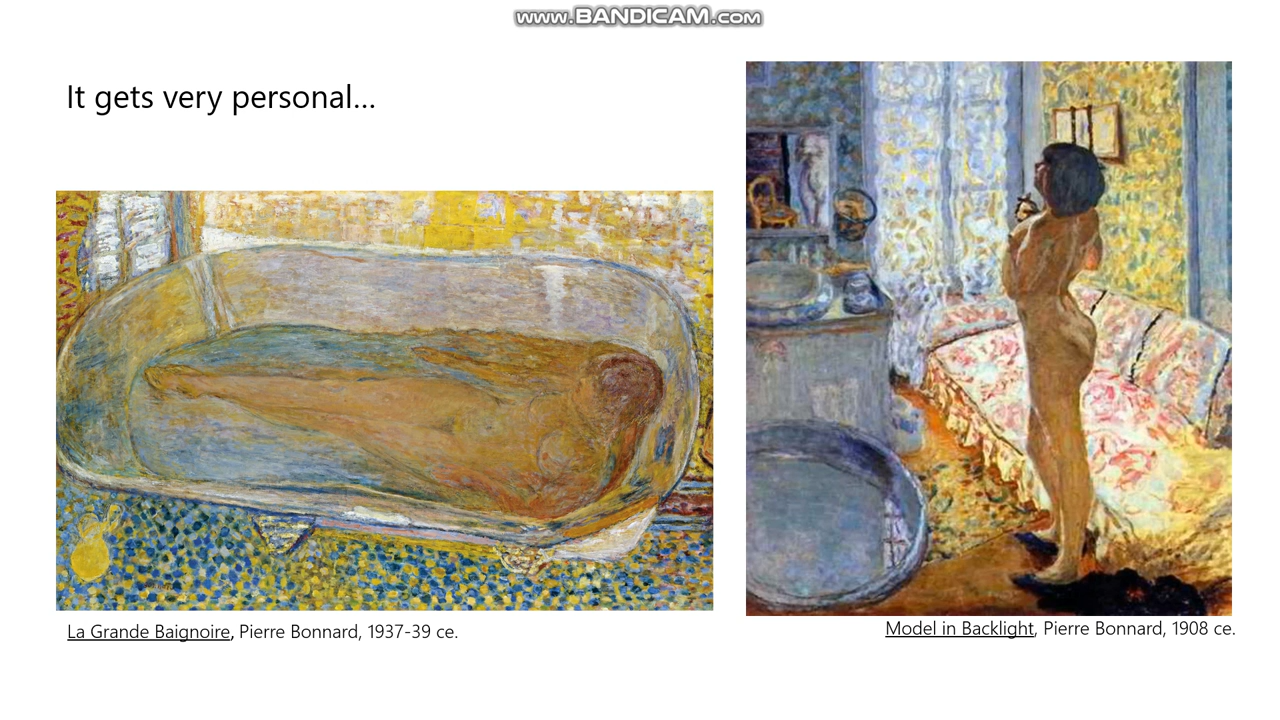 www.BANDICAM.com
It gets very personal…
La Grande Baignoire, Pierre Bonnard, 1937-39 ce.
Model in Backlight, Pierre Bonnard, 1908 ce.